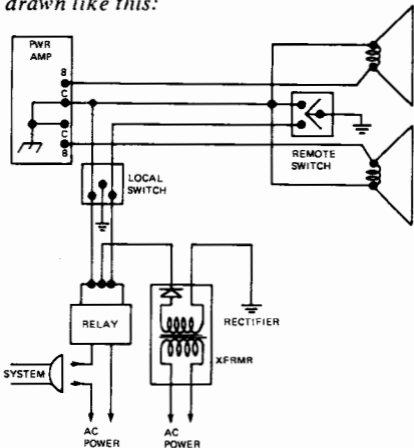 drawn like this:
PWR
AMP
8
C
C
8
REMOTE
SWITCH
LOCAL
SWITCH
RELAY
RECTIFIER
XFRMR
SYSTEM
AC
POWER
AC
POWER